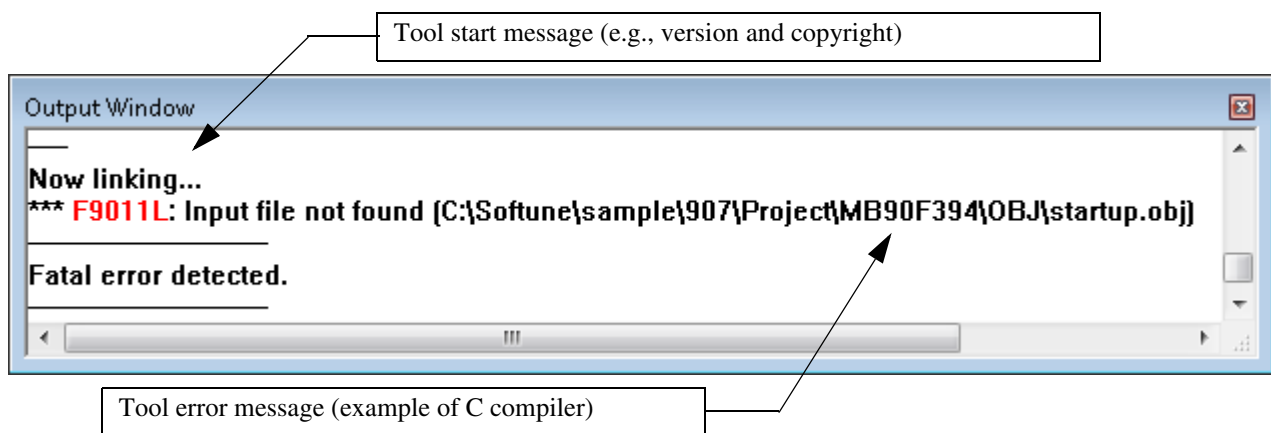 Tool start message (e.g., version and copyright)
Output Window
Now linking...
*** F9011L: Input file not found (C:\Softune\sample\907\Project\MB90F394\OBJ\startup.obj)
Fatal error detected.
Tool error message (example of C compiler)